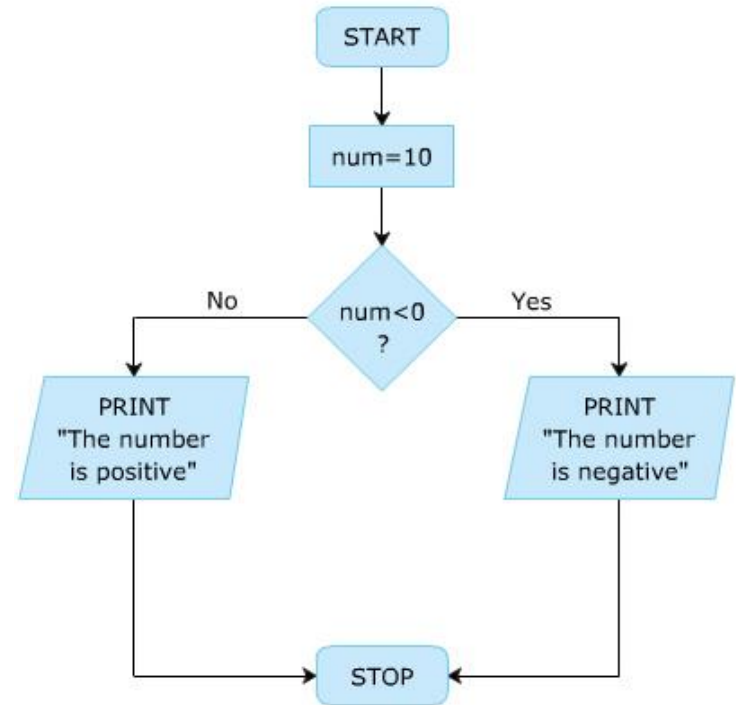 START
num=10
num<0
?
No
Yes
PRINT
"The number
is positive"
PRINT
"The number
is negative"
STOP